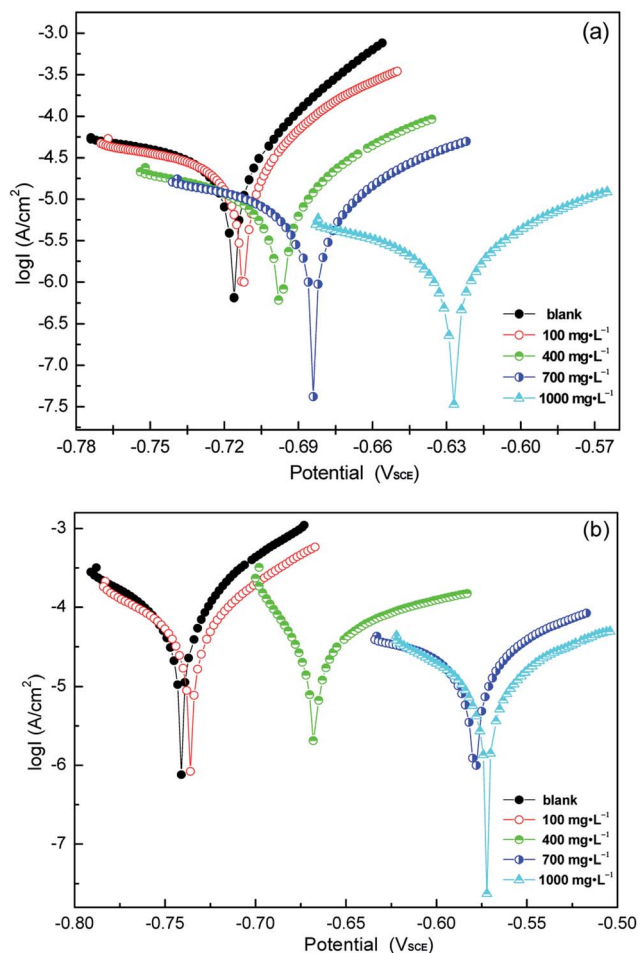 (a)
-3.0
-3.5
-4.0
-4.5
-5.0
-5.5
-6.0
-6.5
-7.0
-7.5
logI (A/cm²)
blank
100 mg•L⁻¹
400 mg•L⁻¹
700 mg•L⁻¹
1000 mg•L⁻¹
-0.78 -0.75 -0.72 -0.69 -0.66 -0.63 -0.60 -0.57
Potential (VSCE)
(b)
-3
-4
-5
-6
-7
logI (A/cm²)
blank
100 mg•L⁻¹
400 mg•L⁻¹
700 mg•L⁻¹
1000 mg•L⁻¹
-0.80 -0.75 -0.70 -0.65 -0.60 -0.55 -0.50
Potential (VSCE)